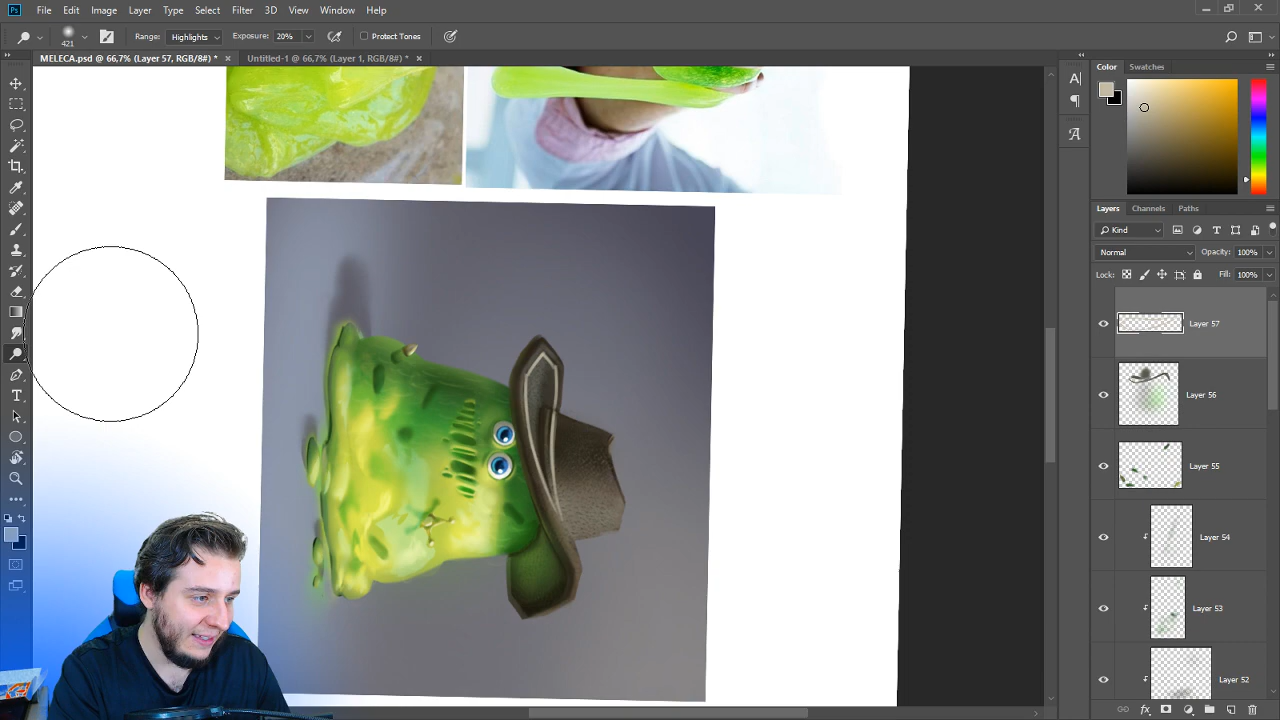 Ps File Edit Image Layer Type Select Filter 3D View Window Help
421 Range: Highlights Exposure: 20% Protect Tones
MELECA.psd @ 66,7% (Layer 57, RGB/8#) * × Untitled-1 @ 66,7% (Layer 1, RGB/8#) * ×
Color Swatches
Layers Channels Paths
Kind
Normal Opacity: 100%
Lock: Fill: 100%
Layer 57
Layer 56
Layer 55
Layer 54
Layer 53
Layer 52